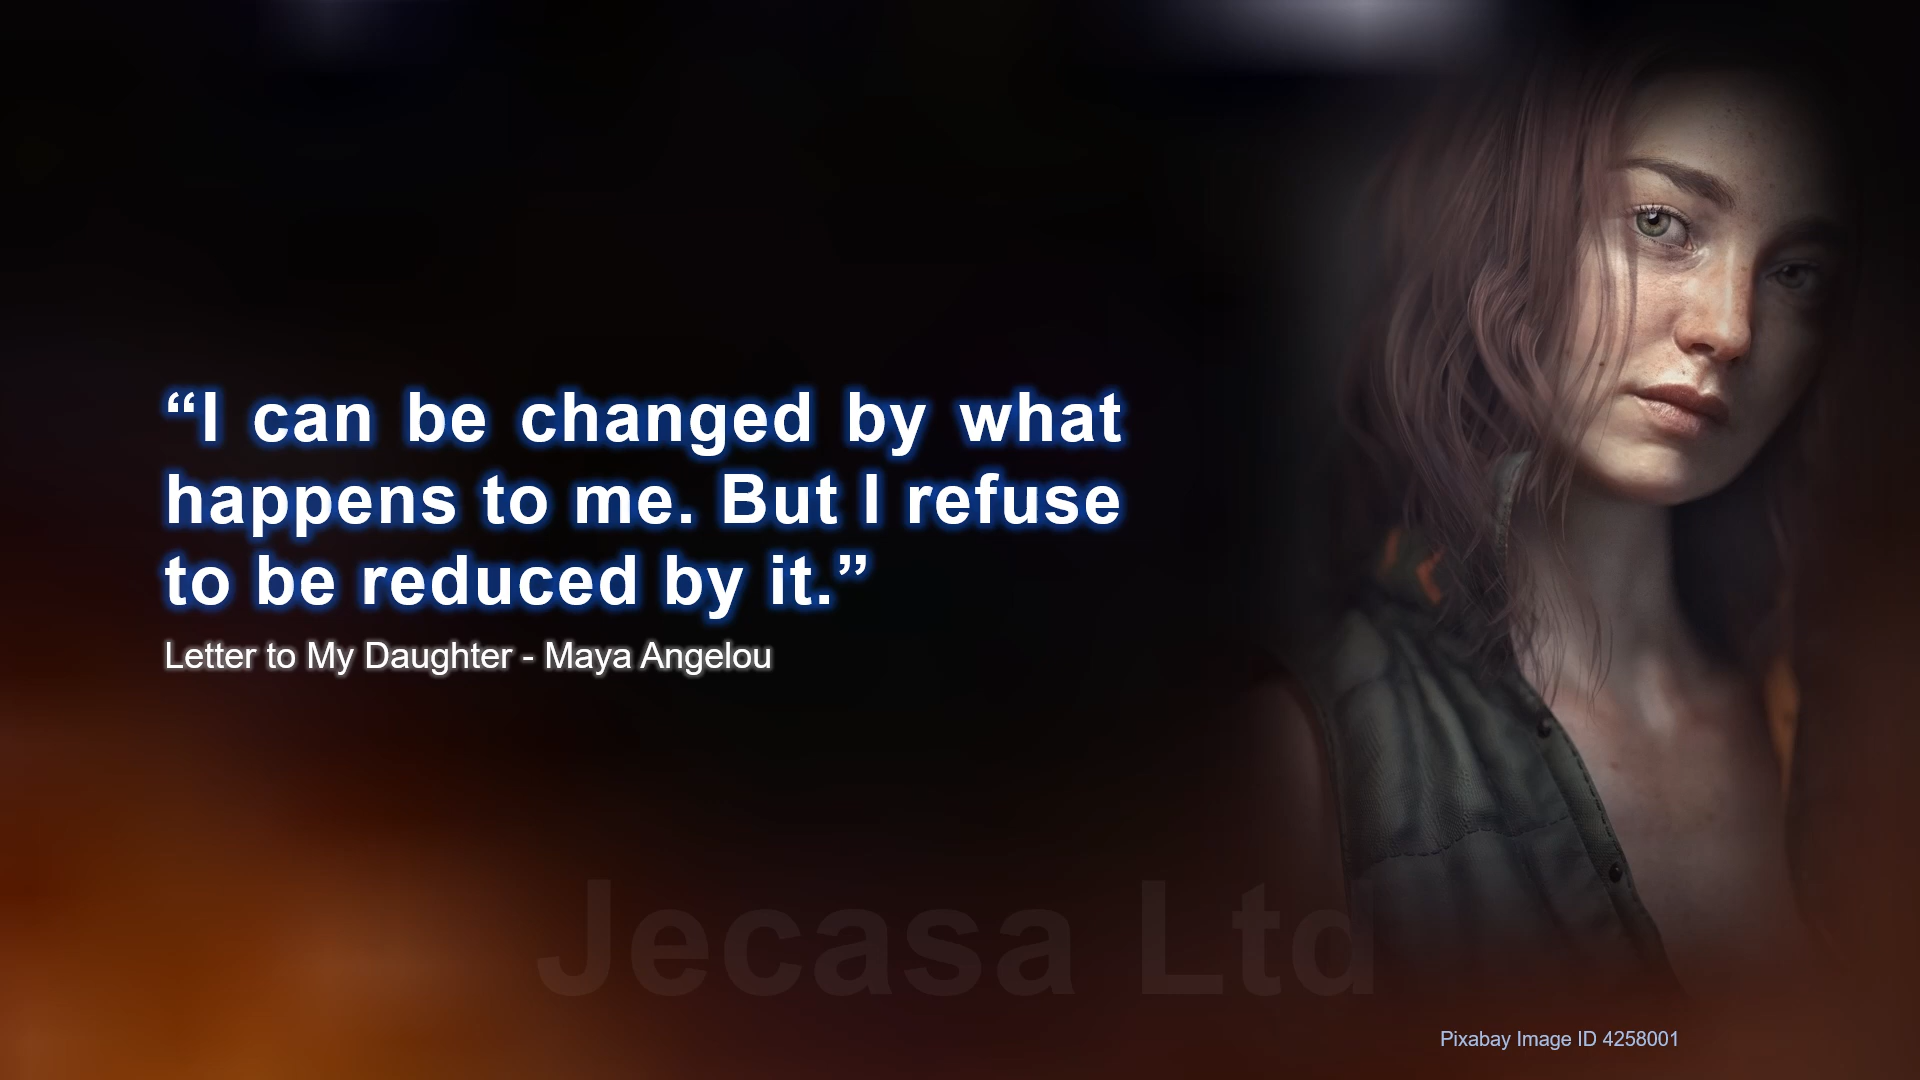 “I can be changed by what
happens to me. But I refuse
to be reduced by it.”
Letter to My Daughter - Maya Angelou
Jecasa Ltd
Pixabay Image ID 4258001